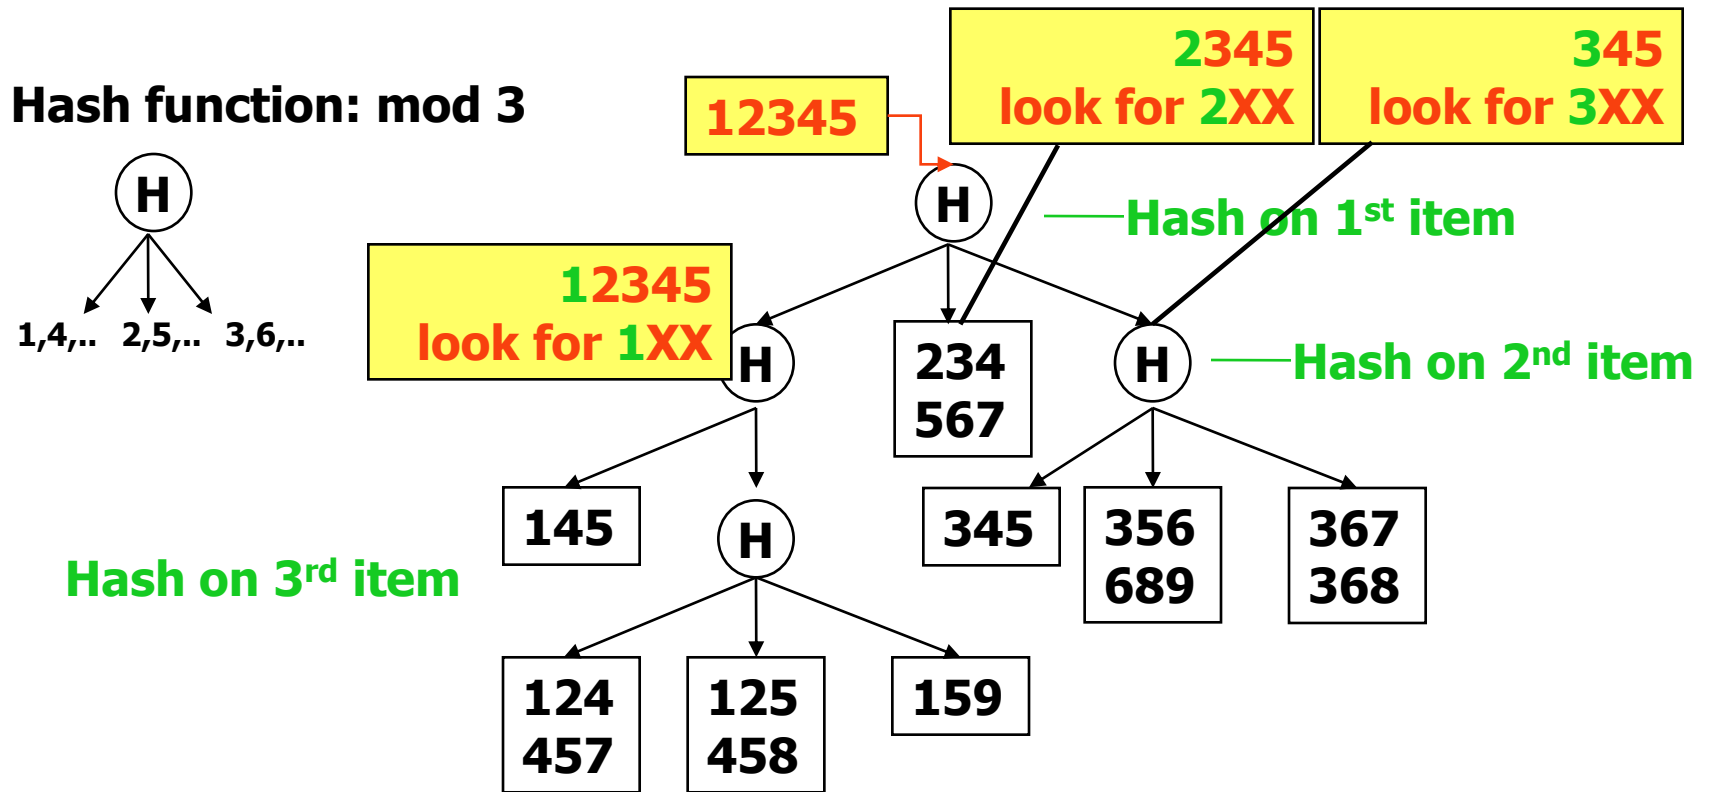 2345
look for 2XX
345
look for 3XX
12345
Hash function: mod 3
H
H
Hash on 1st item
12345
look for 1XX
1,4,.. 2,5,.. 3,6,..
H
234
567
H
Hash on 2nd item
145
H
345
356
689
367
368
Hash on 3rd item
124
457
125
458
159